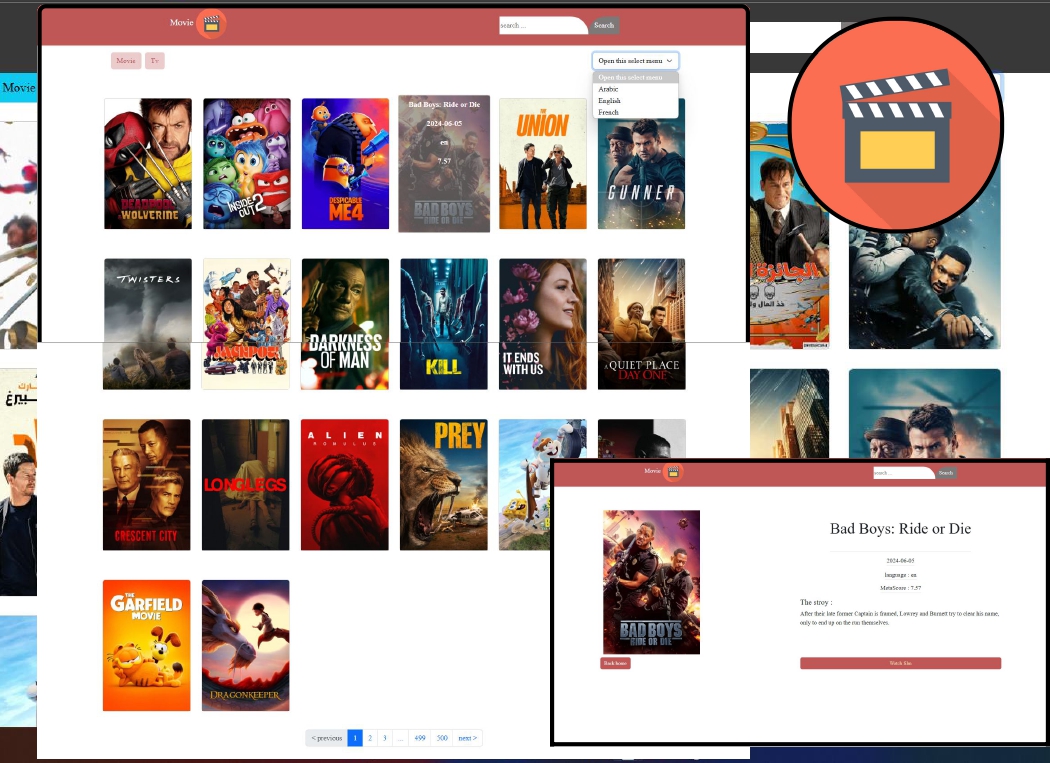 Movie
search....
Search
Movie
Tv
Open this select menu
Open this select menu
Arabic
English
French
Movie
DEADPOOL
WOLVERINE
INSIDE
OUT 2
DESPICABLE
ME4
Bad Boys: Ride or Die
2024-06-05
en
7.57
BAD BOYS
RIDE OR DIE
THE
UNION
GUNNER
الجائزة
TWISTERS
JACKPOT
DARKNESS
OF MAN
KILL
IT ENDS
WITH US
A QUIET PLACE
DAY ONE
CRESCENT CITY
LONGLEGS
ALIEN
ROMULUS
PREY
THE
GARFIELD
MOVIE
DRAGONKEEPER
< previous
1
2
3
...
499
500
next >
Movie
search....
Search
BAD BOYS
RIDE OR DIE
Back home
Bad Boys: Ride or Die
2024-06-05
language : en
MetaScore : 7.57
The stroy :
After their late former Captain is framed, Lowrey and Burnett try to clear his name,
only to end up on the run themselves.
Watch film